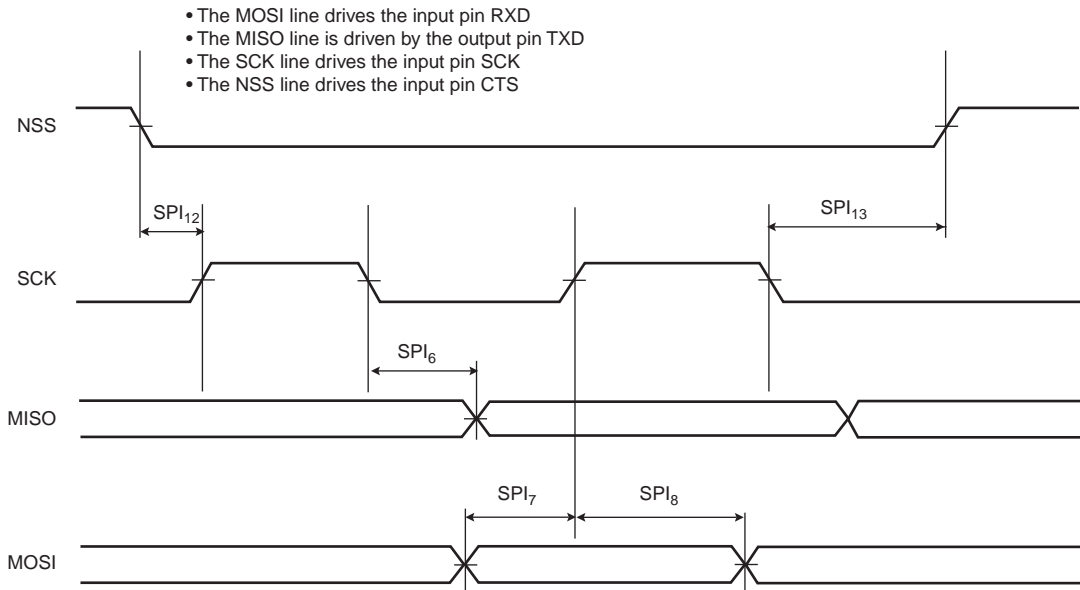 • The MOSI line drives the input pin RXD
• The MISO line is driven by the output pin TXD
• The SCK line drives the input pin SCK
• The NSS line drives the input pin CTS
NSS
SPI₁₂
SPI₁₃
SCK
SPI₆
MISO
SPI₇
SPI₈
MOSI